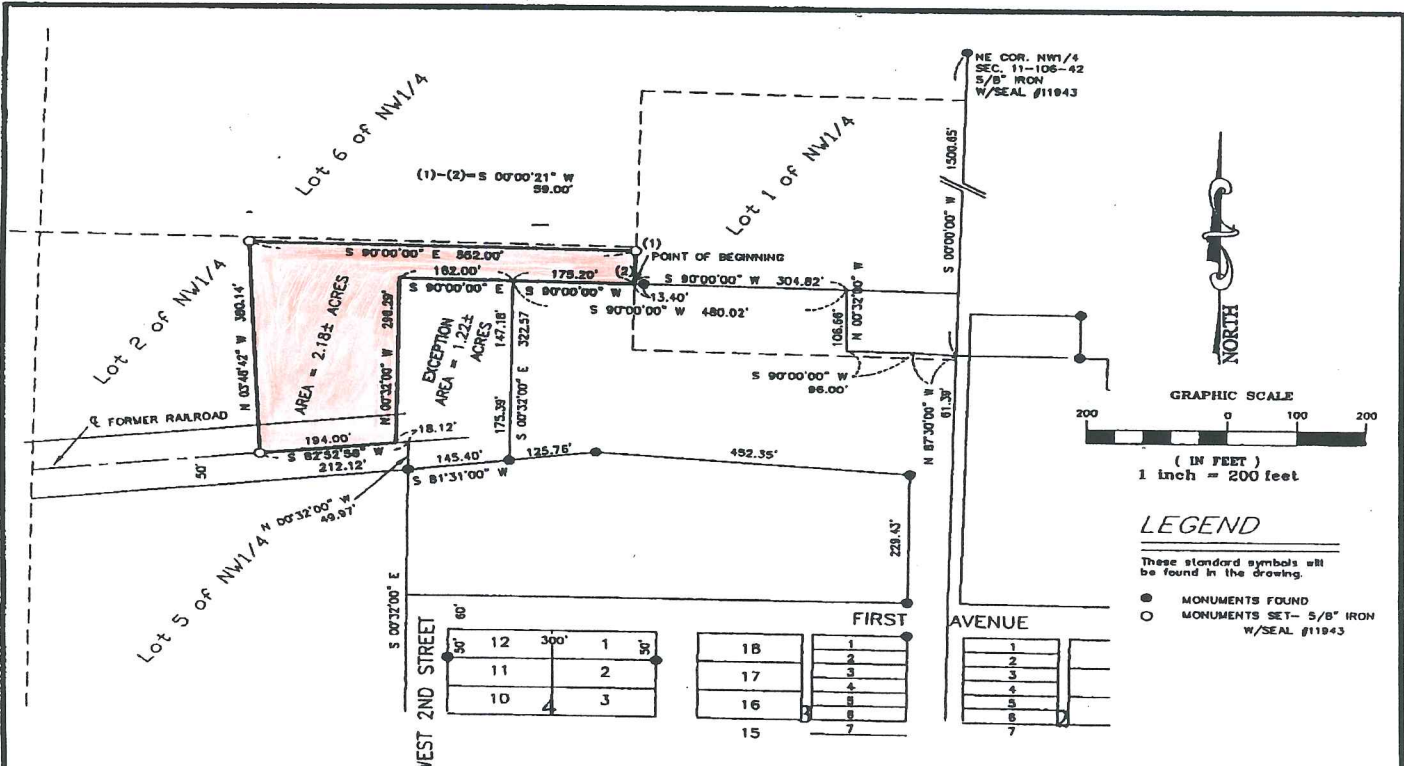 NE COR. NW1/4
SEC. 11-106-42
5/8" IRON
W/SEAL #11943
Lot 6 of NW1/4
(1)-(2)= S 00°00'21" W
59.00'
Lot 1 of NW1/4
1500.65'
S 00°00'00" W
(1)
S 90°00'00" E 552.00'
POINT OF BEGINNING
162.00'
175.20'
(2)
S 90°00'00" W 304.82'
S 90°00'00" E
S 90°00'00" W
13.40'
S 90°00'00" W 480.02'
Lot 2 of NW1/4
N 03°48'42" W 380.14'
AREA = 2.18± ACRES
N 00°32'00" W 298.29'
EXCEPTION
AREA = 1.22±
ACRES
147.18'
175.39'
S 00°32'00" E 322.57
106.66'
N 00°32'00" W
S 90°00'00" W
96.00'
N 87°30'00" W
61.39'
NORTH
GRAPHIC SCALE
200 0 100 200
( IN FEET )
1 inch = 200 feet
℄ FORMER RAILROAD
194.00'
18.12'
S 82°52'58" W
212.12'
50'
145.40'
125.76'
452.35'
S 81°31'00" W
N 00°32'00" W
49.97'
Lot 5 of NW1/4
229.43'
LEGEND
These standard symbols will
be found in the drawing.
MONUMENTS FOUND
MONUMENTS SET- 5/8" IRON
W/SEAL #11943
S 00°32'00" E
WEST 2ND STREET
60'
FIRST AVENUE
50'
12 300' 1
50'
11 2
10 3
4
18
17
16
15
1
2
3
4
5
6
7
3
1
2
3
4
5
6
7
2